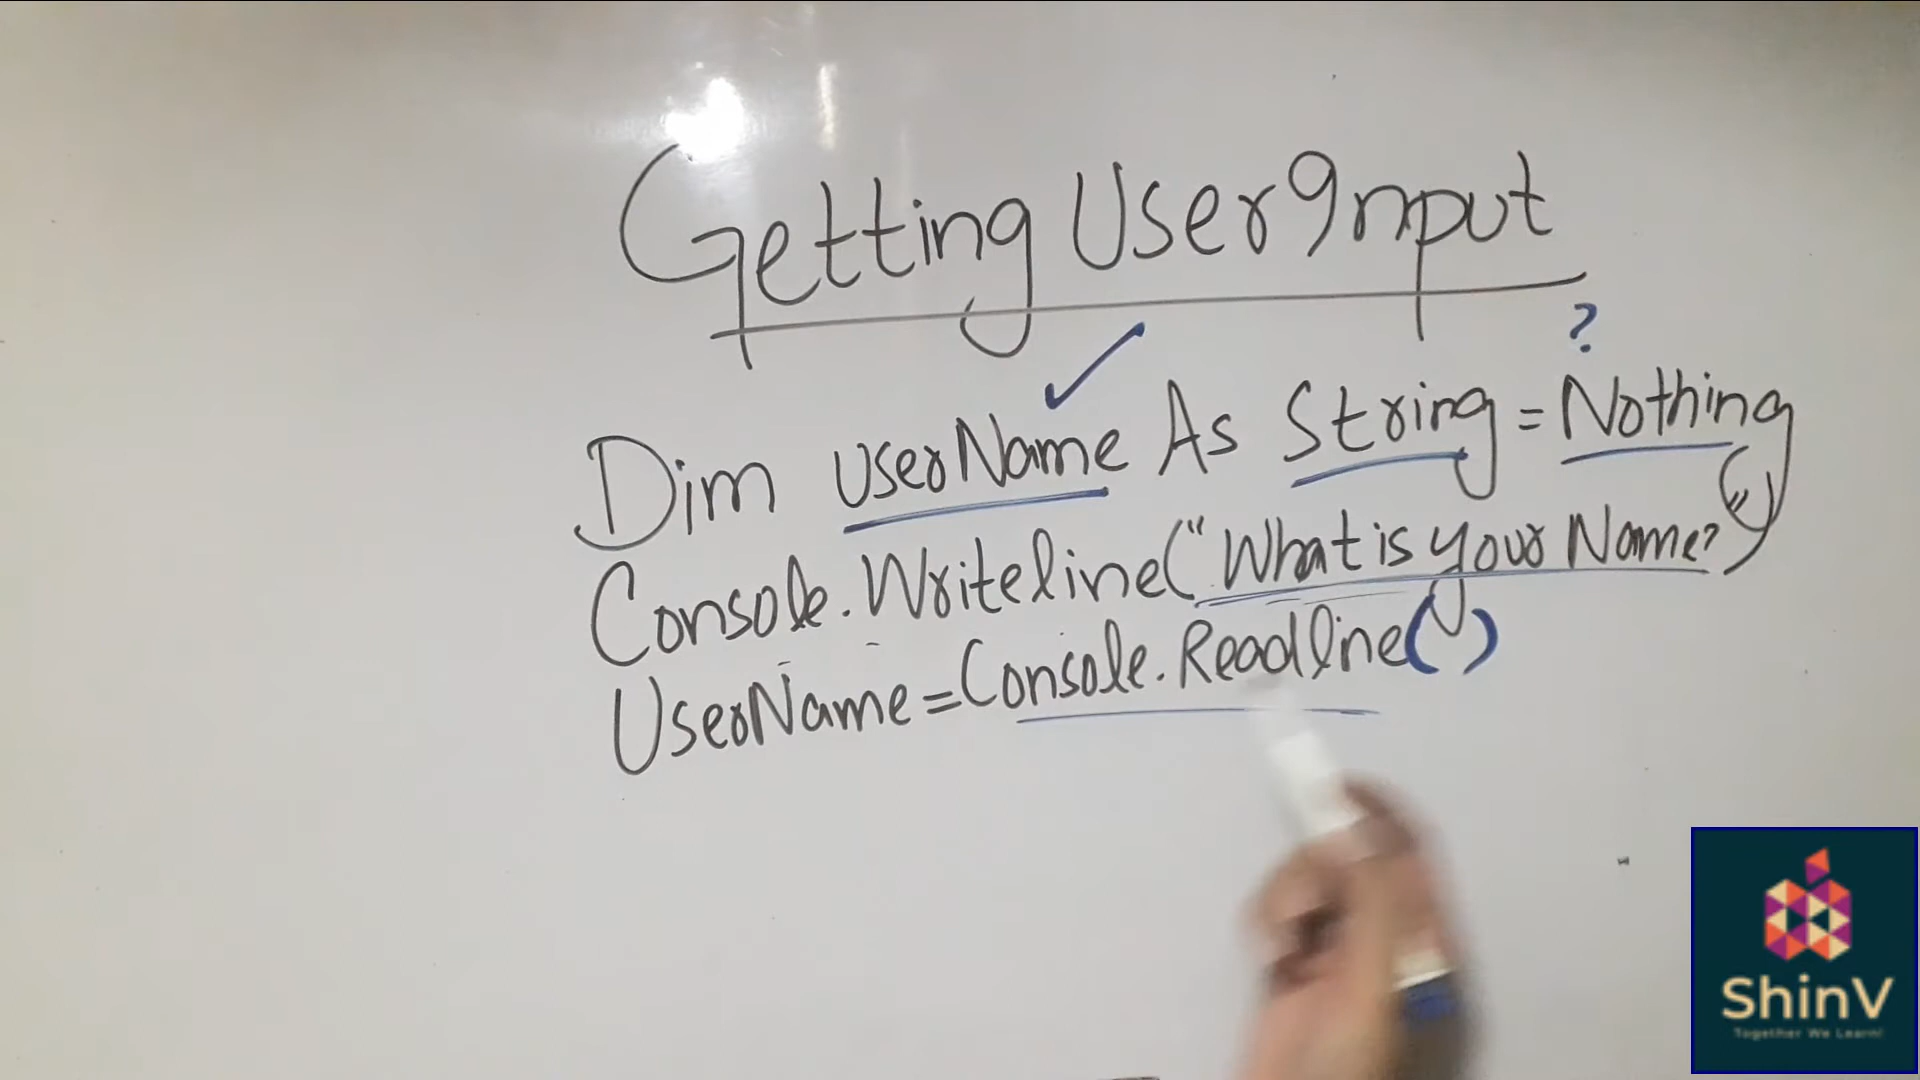 Getting User Input
?
Dim userName As String = Nothing
Console.Writeline("What is your Name?")
UserName = Console.Readline()
ShinV
Together We Learn!